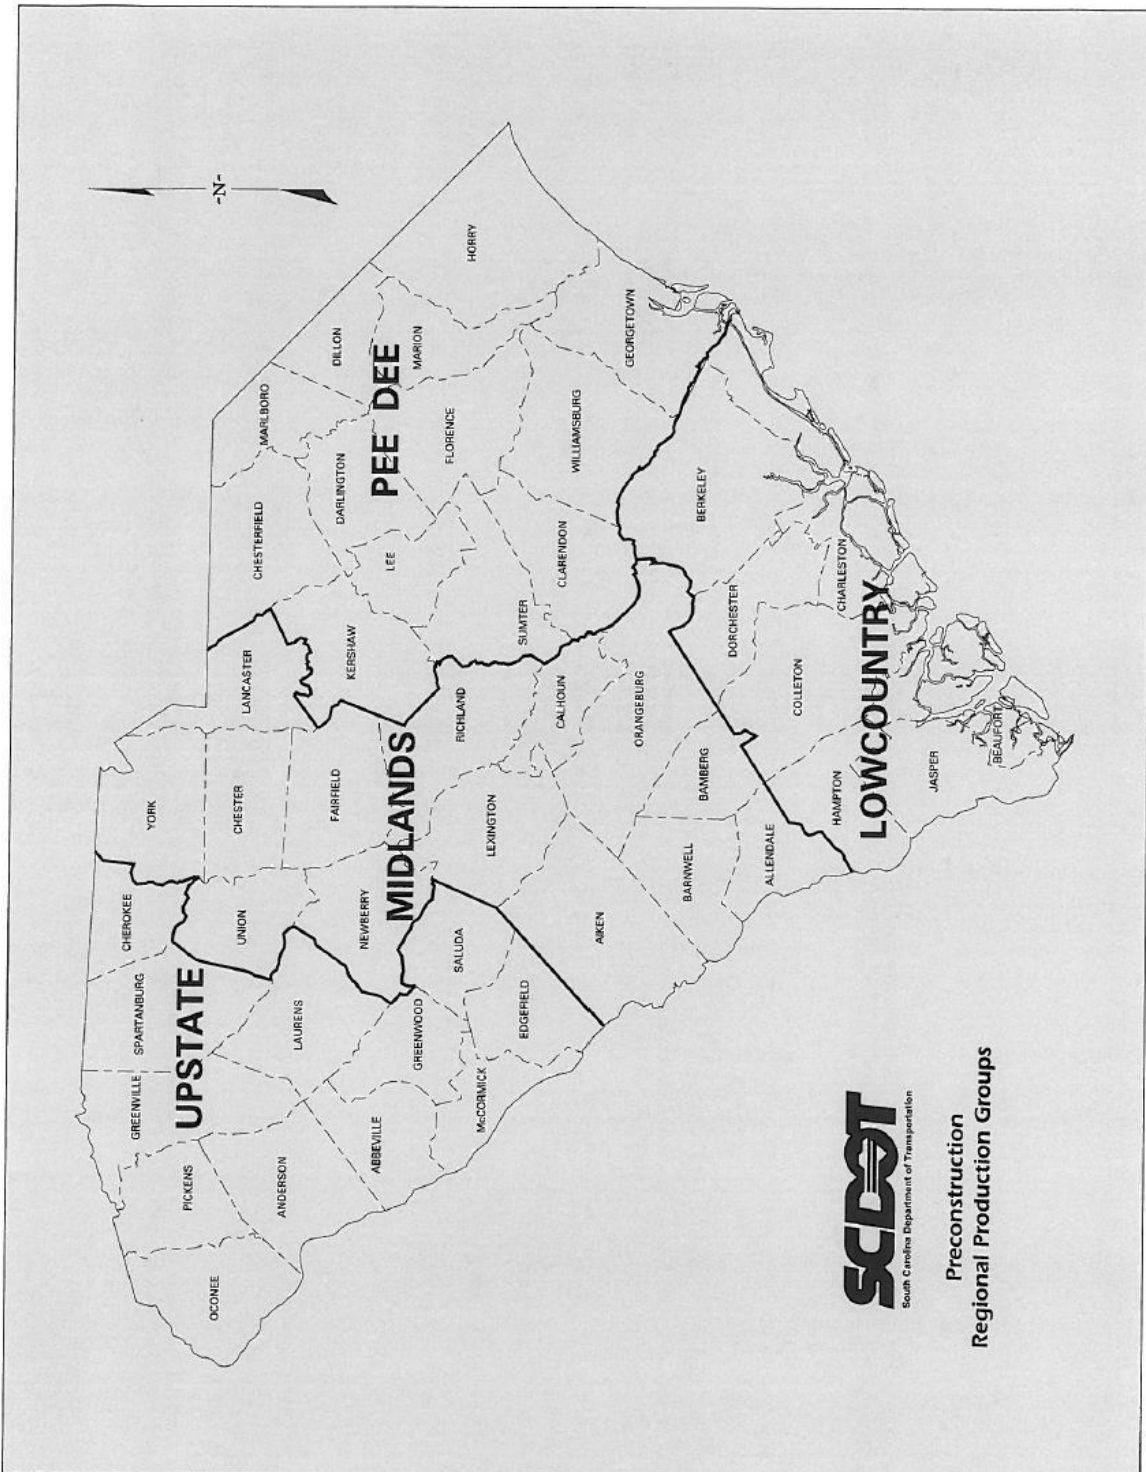 -N-
CHEROKEE
YORK
SPARTANBURG
GREENVILLE
UPSTATE
PICKENS
OCONEE
UNION
CHESTER
LANCASTER
CHESTERFIELD
MARLBORO
DILLON
ANDERSON
LAURENS
FAIRFIELD
KERSHAW
DARLINGTON
LEE
PEE DEE
MARION
HORRY
ABBEVILLE
GREENWOOD
NEWBERRY
MIDLANDS
RICHLAND
FLORENCE
SALUDA
McCORMICK
EDGEFIELD
LEXINGTON
SUMTER
CALHOUN
CLARENDON
WILLIAMSBURG
GEORGETOWN
AIKEN
ORANGEBURG
BARNWELL
BAMBERG
ALLENDALE
DORCHESTER
BERKELEY
COLLETON
CHARLESTON
HAMPTON
LOWCOUNTRY
JASPER
BEAUFORT
SCDOT
South Carolina Department of Transportation
Preconstruction
Regional Production Groups